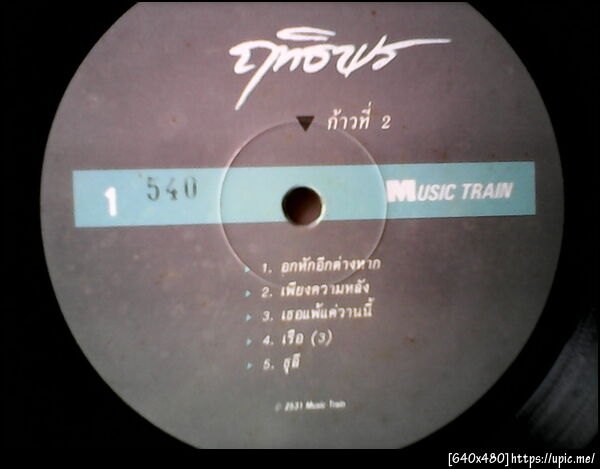 ฤทธิพร
ก้าวที่ 2
1 540 MUSIC TRAIN
1. อกหักอีกต่างหาก
2. เพียงความหลัง
3. เธอแพ้แต่วานนี้
4. เรือ (3)
5. ธุลี
© 2531 Music Train
[640x480]https://upic.me/